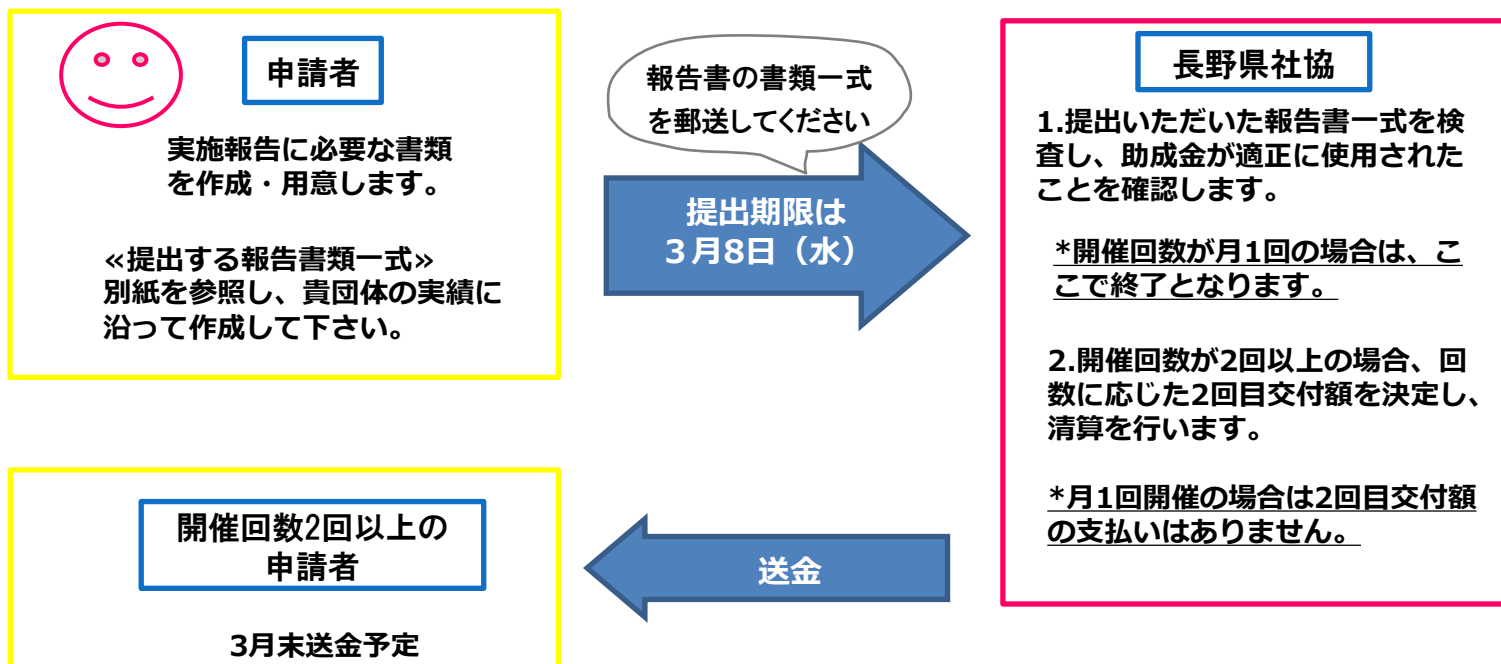 申請者
実施報告に必要な書類
を作成・用意します。
≪提出する報告書類一式≫
別紙を参照し、貴団体の実績に
沿って作成して下さい。
報告書の書類一式
を郵送してください
提出期限は
３月8日（水）
長野県社協
1.提出いただいた報告書一式を検
査し、助成金が適正に使用された
ことを確認します。
*開催回数が月1回の場合は、こ
こで終了となります。
2.開催回数が2回以上の場合、回
数に応じた2回目交付額を決定し、
清算を行います。
*月1回開催の場合は2回目交付額
の支払いはありません。
送金
開催回数2回以上の
申請者
3月末送金予定